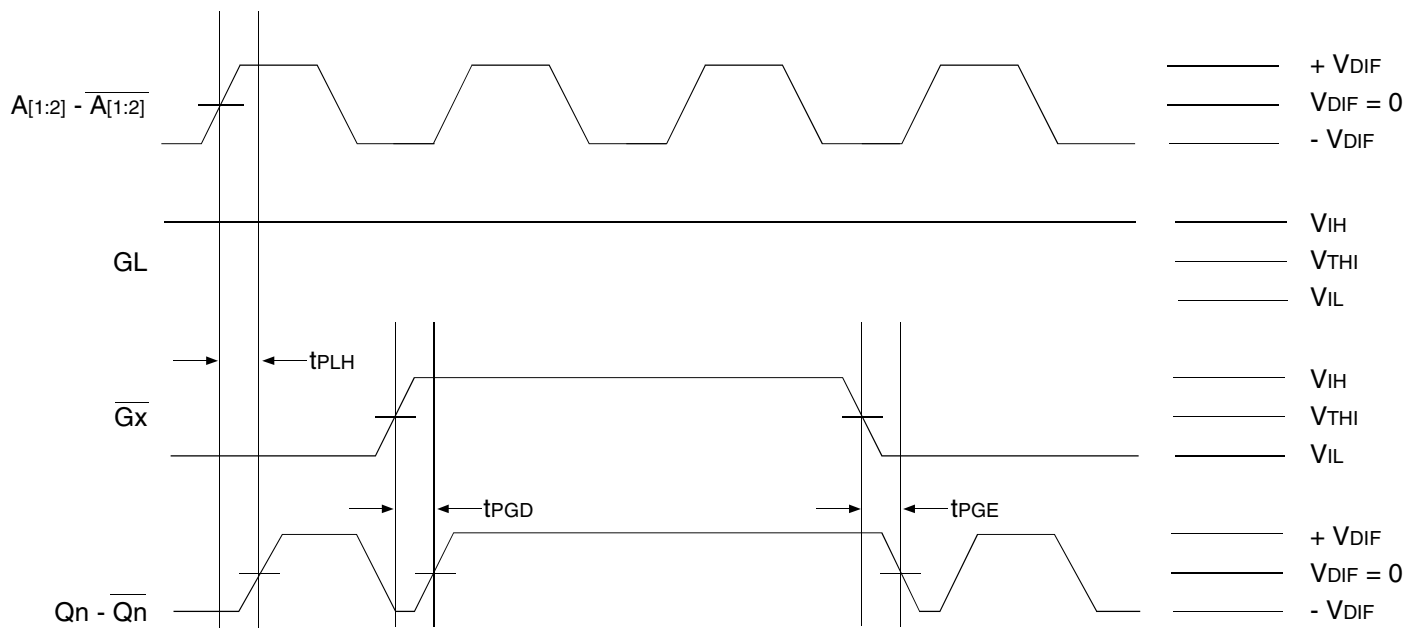 + VDIF
A[1:2] - A[1:2] VDIF = 0
- VDIF
VIH
GL VTHI
VIL
tPLH
VIH
Gx VTHI
VIL
tPGD tPGE
+ VDIF
VDIF = 0
Qn - Qn - VDIF